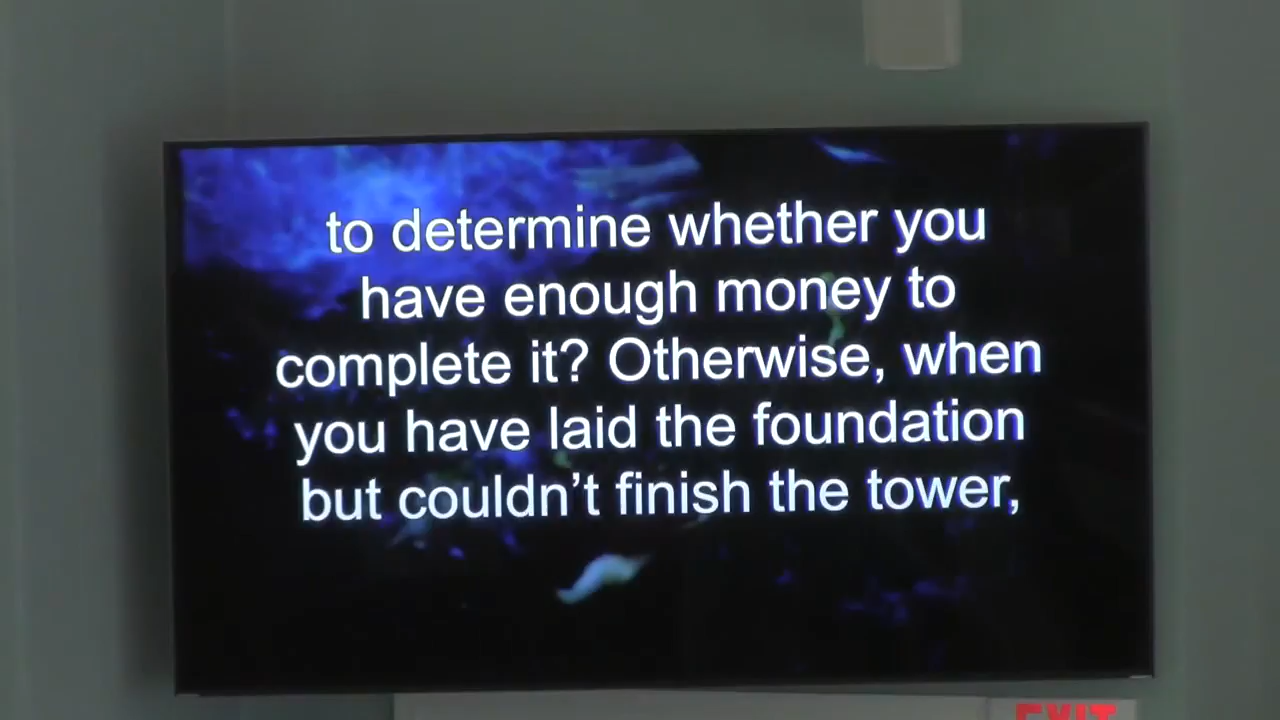 to determine whether you
have enough money to
complete it? Otherwise, when
you have laid the foundation
but couldn’t finish the tower,
EXIT